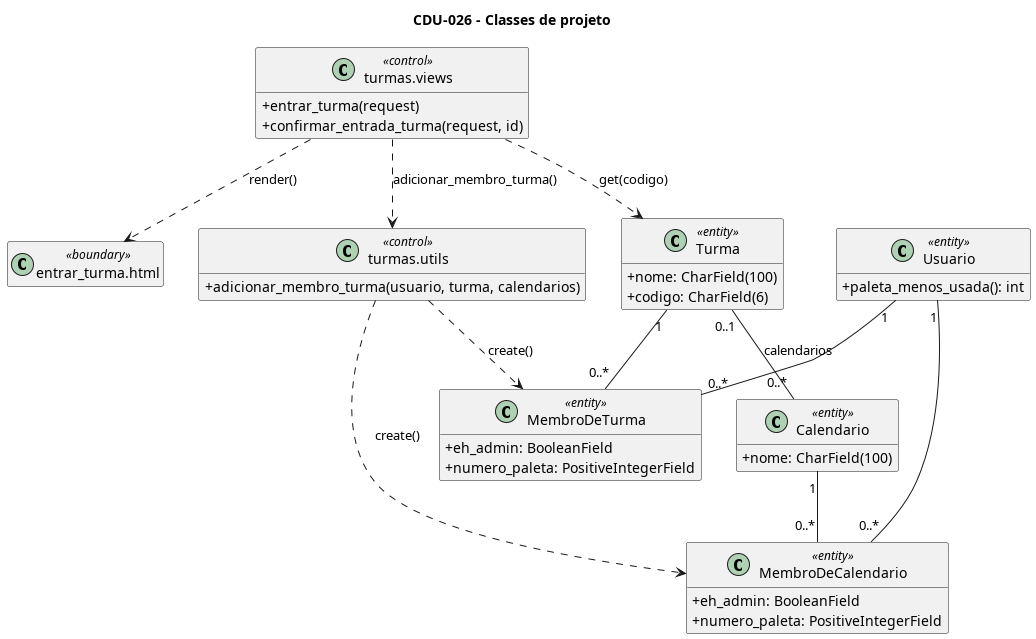 CDU-026 - Classes de projeto
C
«control»
turmas.views
+entrar_turma(request)
+confirmar_entrada_turma(request, id)
render()
adicionar_membro_turma()
get(codigo)
C
«boundary»
entrar_turma.html
C
«control»
turmas.utils
+adicionar_membro_turma(usuario, turma, calendarios)
C
«entity»
Turma
+nome: CharField(100)
+codigo: CharField(6)
C
«entity»
Usuario
+paleta_menos_usada(): int
1
0..1
1
1
create()
calendarios
0..*
0..*
0..*
C
«entity»
MembroDeTurma
+eh_admin: BooleanField
+numero_paleta: PositiveIntegerField
C
«entity»
Calendario
+nome: CharField(100)
create()
1
0..*
0..*
C
«entity»
MembroDeCalendario
+eh_admin: BooleanField
+numero_paleta: PositiveIntegerField